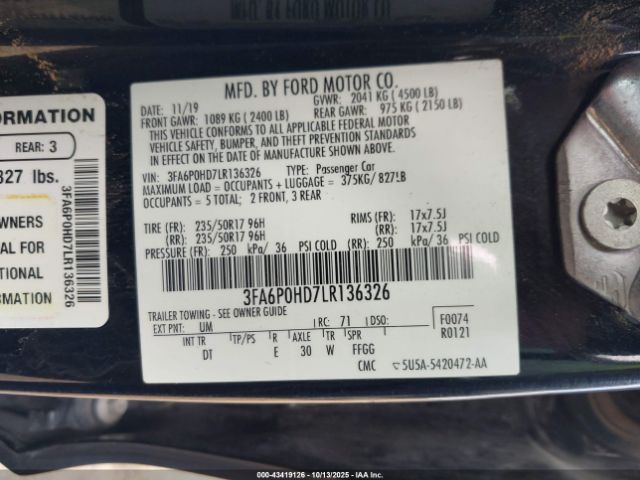 MFD. BY FORD MOTOR CO.
DATE: 11/19 GVWR: 2041 KG ( 4500 LB)
FRONT GAWR: 1089 KG ( 2400 LB) REAR GAWR: 975 KG ( 2150 LB)
THIS VEHICLE CONFORMS TO ALL APPLICABLE FEDERAL MOTOR
VEHICLE SAFETY, BUMPER, AND THEFT PREVENTION STANDARDS
IN EFFECT ON THE DATE OF MANUFACTURE SHOWN ABOVE.
VIN: 3FA6P0HD7LR136326 TYPE: Passenger Car
MAXIMUM LOAD = OCCUPANTS + LUGGAGE = 375KG/827LB
OCCUPANTS = 5 TOTAL; 2 FRONT, 3 REAR
TIRE (FR): 235/50R17 96H RIMS (FR): 17x7.5J
(RR): 235/50R17 96H (RR): 17x7.5J
PRESSURE (FR): 250 kPa/ 36 PSI COLD (RR): 250 kPa/ 36 PSI COLD
3FA6P0HD7LR136326
TRAILER TOWING - SEE OWNER GUIDE
EXT PNT: UM RC: 71 DSO: F0074
R0121
INT TR TP/PS R AXLE TR SPR
DT E 30 W FFGG
CMC 5U5A-5420472-AA
FORMATION
REAR: 3
327 lbs.
WNERS
AL FOR
TIONAL
RMATION
3FA6P0HD7LR136326
000-43419126 - 10/13/2025 - www.iaai.com